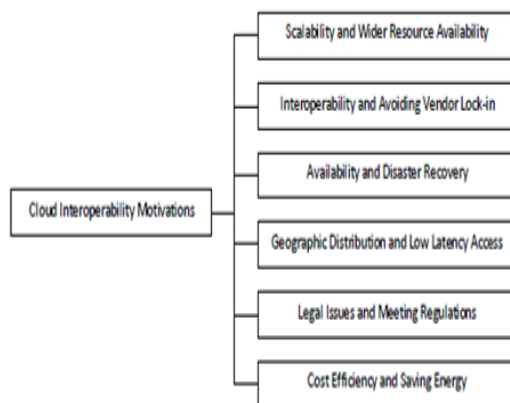 Scalability and Wider Resource Availability
Interoperability and Avoiding Vendor Lock-in
Availability and Disaster Recovery
Cloud Interoperability Motivations
Geographic Distribution and Low Latency Access
Legal Issues and Meeting Regulations
Cost Efficiency and Saving Energy